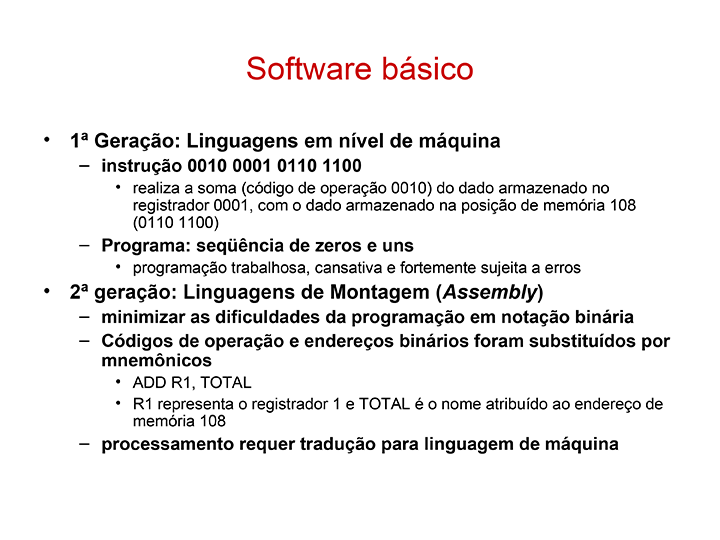 Software básico
• 1ª Geração: Linguagens em nível de máquina
– instrução 0010 0001 0110 1100
• realiza a soma (código de operação 0010) do dado armazenado no
registrador 0001, com o dado armazenado na posição de memória 108
(0110 1100)
– Programa: seqüência de zeros e uns
• programação trabalhosa, cansativa e fortemente sujeita a erros
• 2ª geração: Linguagens de Montagem (Assembly)
– minimizar as dificuldades da programação em notação binária
– Códigos de operação e endereços binários foram substituídos por
mnemônicos
• ADD R1, TOTAL
• R1 representa o registrador 1 e TOTAL é o nome atribuído ao endereço de
memória 108
– processamento requer tradução para linguagem de máquina